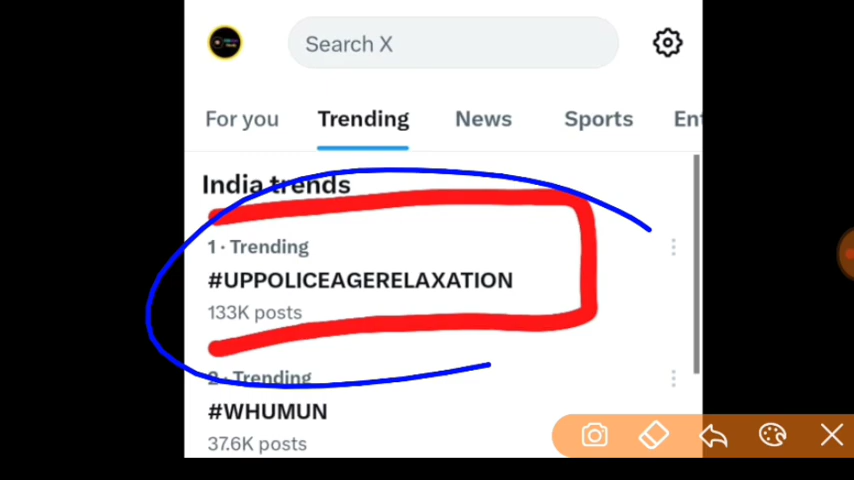 Search X
For you Trending News Sports Ent
India trends
1 · Trending
#UPPOLICEAGERELAXATION
133K posts
2 · Trending
#WHUMUN
37.6K posts